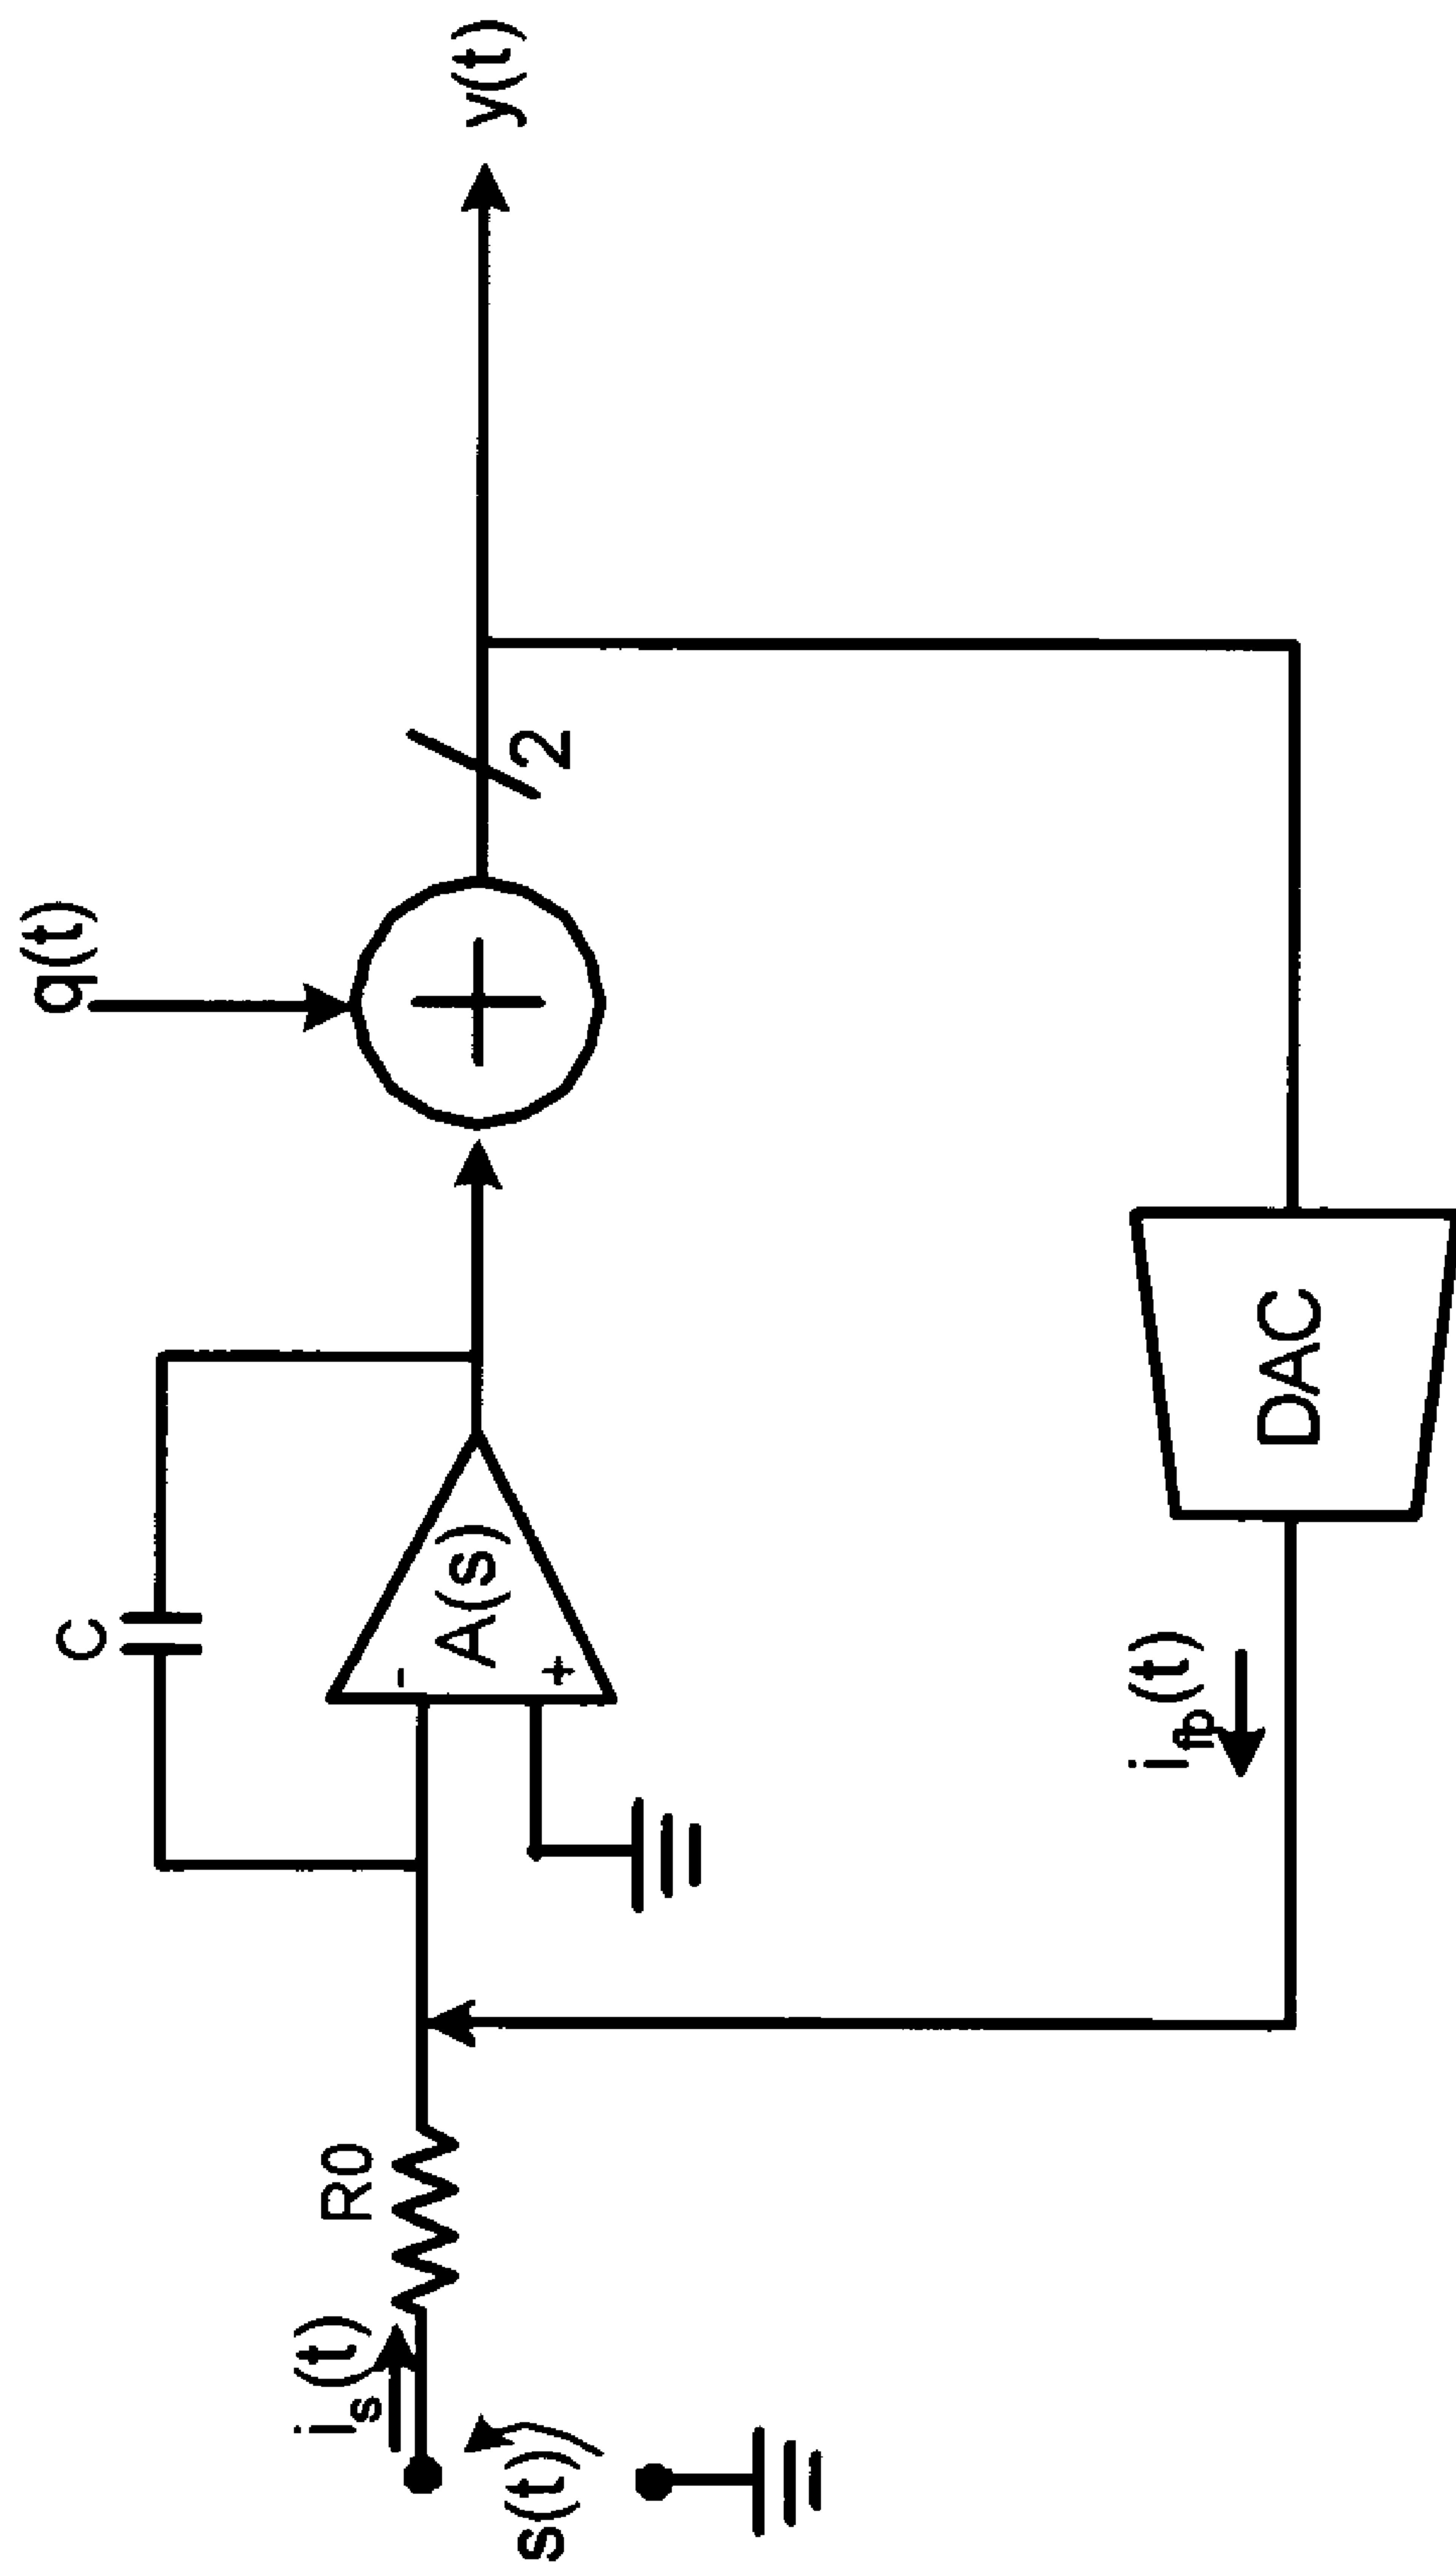 q(t)
y(t)
C
A(s)
-
+
2
i_s(t)
R0
s(t)
i_fb(t)
DAC